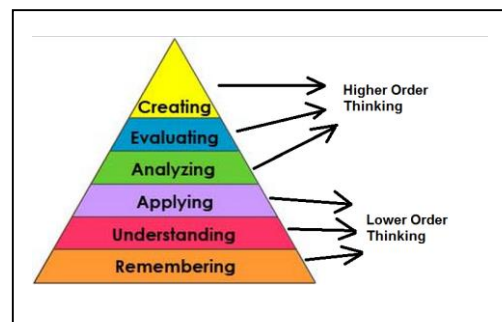 Creating
Evaluating
Analyzing
Applying
Understanding
Remembering
Higher Order
Thinking
Lower Order
Thinking